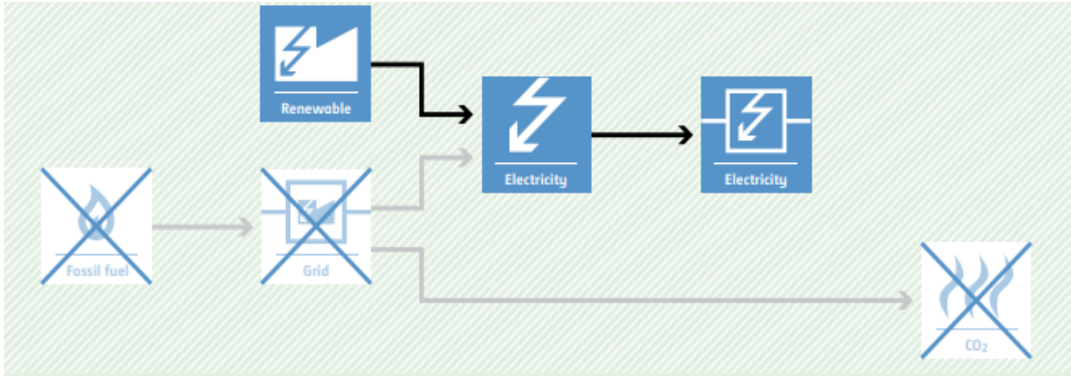 Renewable
Electricity
Electricity
Fossil fuel
Grid
CO₂